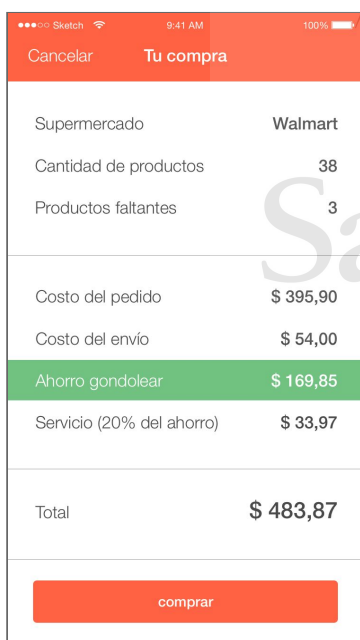 Sketch 9:41 AM 100%
Cancelar Tu compra
Supermercado Walmart
Cantidad de productos 38
Productos faltantes 3
Costo del pedido $ 395,90
Costo del envío $ 54,00
Ahorro gondolear $ 169,85
Servicio (20% del ahorro) $ 33,97
Total $ 483,87
comprar